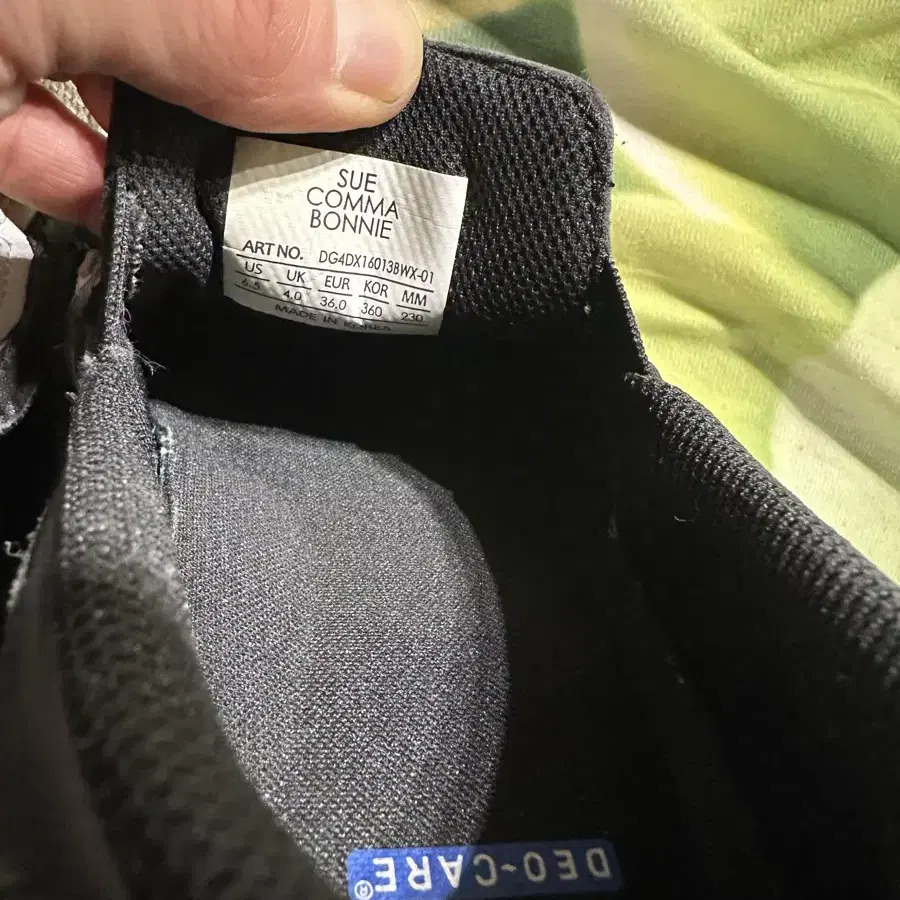 SUE
COMMA
BONNIE
ART NO. DG4DX16013BWX-01
US UK EUR KOR MM
6.5 4.0 36.0 360 230
MADE IN KOREA
DEO-CARE®